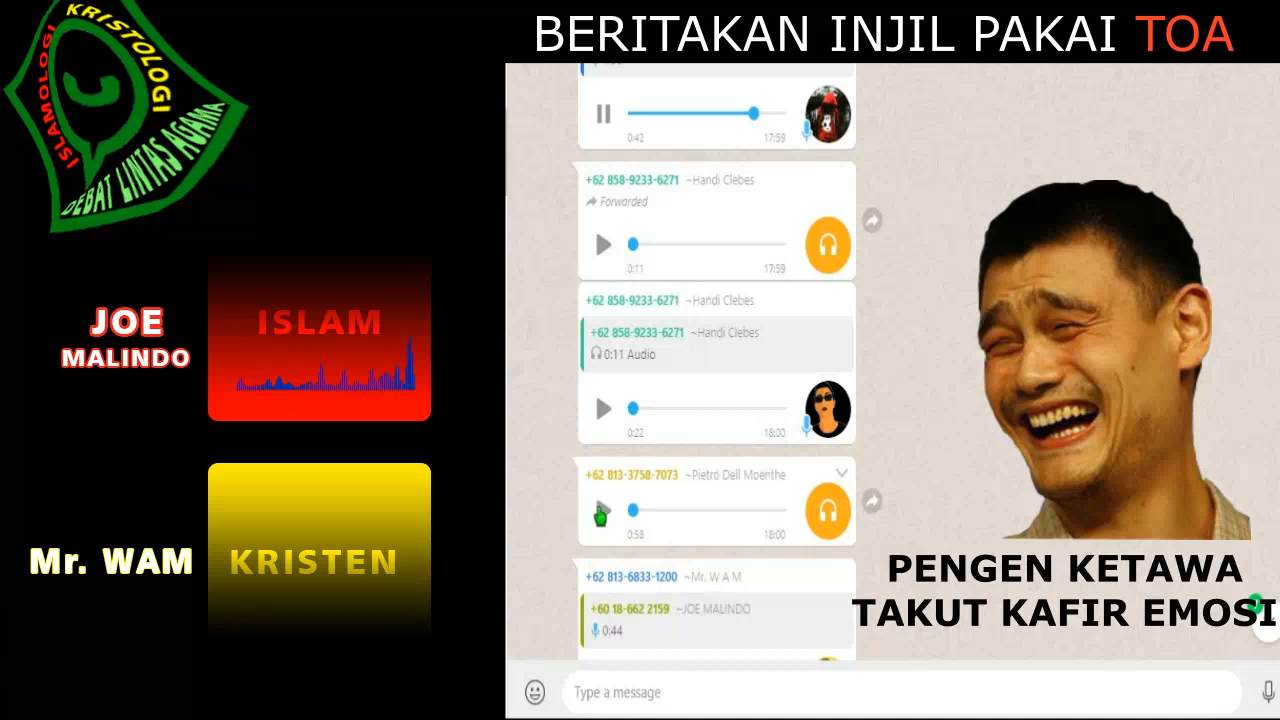 KRISTOLOGI
ISLAMOLOGI
DEBAT LINTAS AGAMA
BERITAKAN INJIL PAKAI TOA
0:42 17:59
+62 858-9233-6271 ~Handi Clebes
Forwarded
0:11 17:59
+62 858-9233-6271 ~Handi Clebes
+62 858-9233-6271 ~Handi Clebes
0:11 Audio
0:22 18:00
+62 813-3758-7073 ~Pietro Dell Moenthe
0:58 18:00
+62 813-6833-1200 ~Mr. W A M
+60 18-662 2159 ~JOE MALINDO
0:44
Type a message
JOE
MALINDO
ISLAM
Mr. WAM
KRISTEN
PENGEN KETAWA
TAKUT KAFIR EMOSI